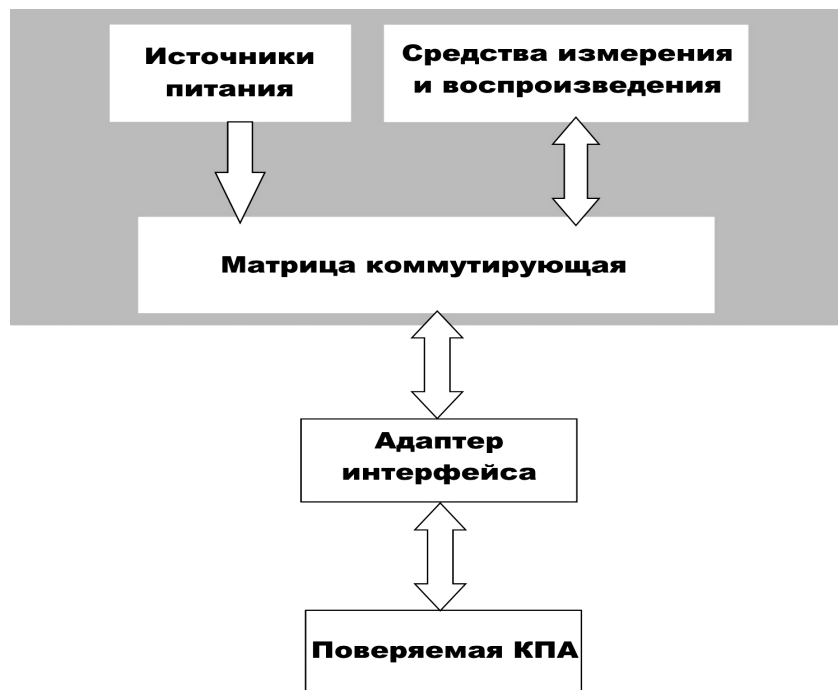 Источники
питания
Средства измерения
и воспроизведения
Матрица коммутирующая
Адаптер
интерфейса
Поверяемая КПА